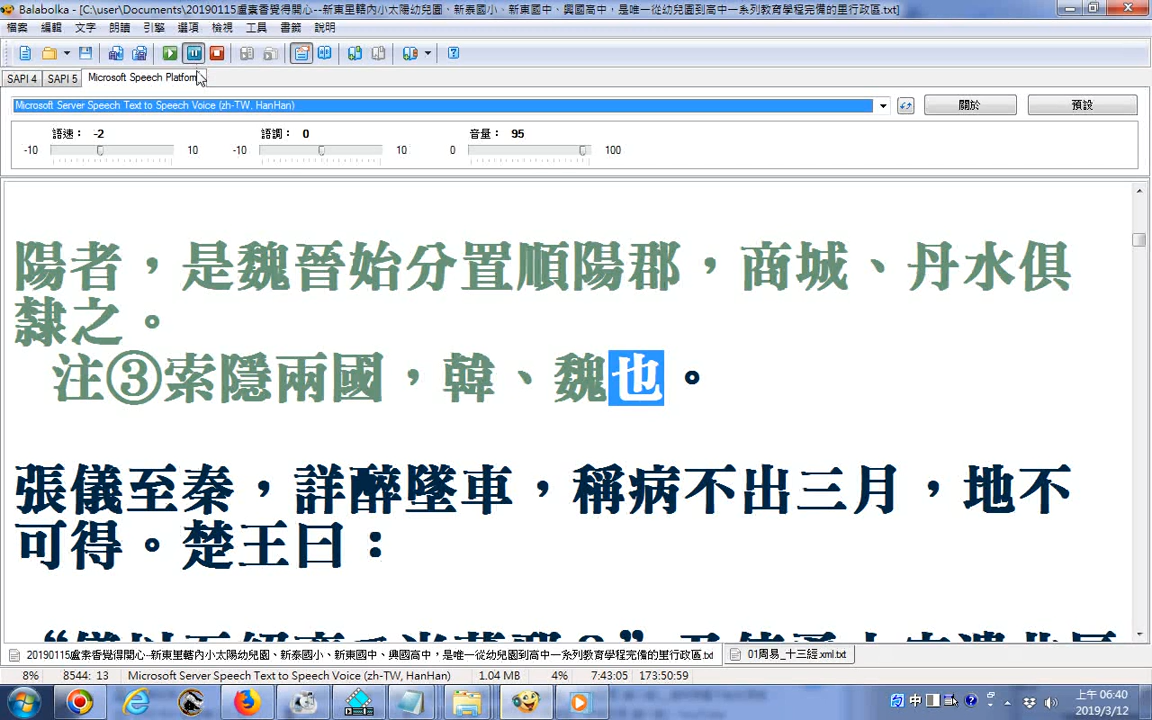 Balabolka - [C:\user\Documents\20190115盧素香覺得開心--新東里轄內小太陽幼兒園、新泰國小、新東國中、興國高中，是唯一從幼兒園到高中一系列教育學程完備的里行政區.txt]
檔案 編輯 文字 朗讀 引擎 選項 檢視 工具 書籤 說明
SAPI 4 SAPI 5 Microsoft Speech Platform
Microsoft Server Speech Text to Speech Voice (zh-TW, HanHan) 關於 預設
語速： -2 語調： 0 音量： 95
-10 10 -10 10 0 100
陽者，是魏晉始分置順陽郡，商城、丹水俱
隸之。
注③索隱兩國，韓、魏也。
張儀至秦，詳醉墜車，稱病不出三月，地不
可得。楚王曰：
20190115盧素香覺得開心--新東里轄內小太陽幼兒園、新泰國小、新東國中、興國高中，是唯一從幼兒園到高中一系列教育學程完備的里行政區.txt 01周易_十三經.xml.txt
8% 8544: 13 Microsoft Server Speech Text to Speech Voice (zh-TW, HanHan) 1.04 MB 4% 7:43:05 173:50:59
中 上午 06:40
2019/3/12